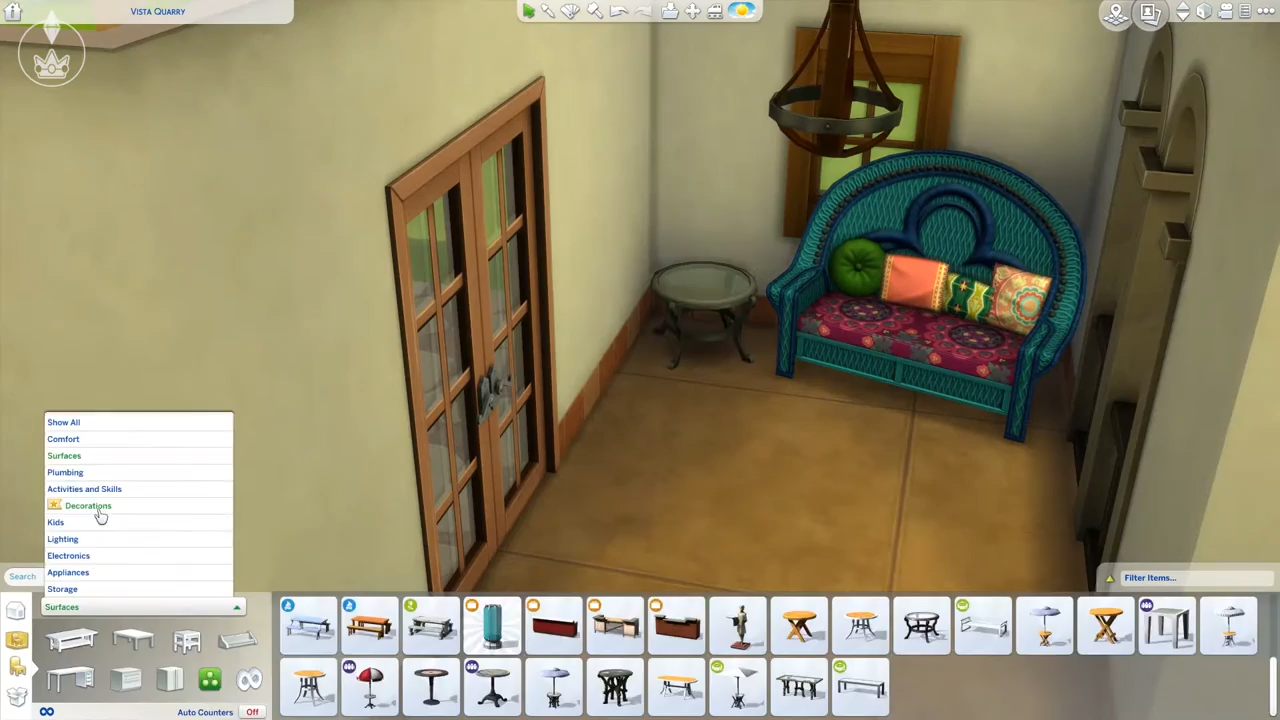 Vista Quarry
Show All
Comfort
Surfaces
Plumbing
Activities and Skills
Decorations
Kids
Lighting
Electronics
Appliances
Storage
Search
Surfaces
Filter Items...
Auto Counters Off